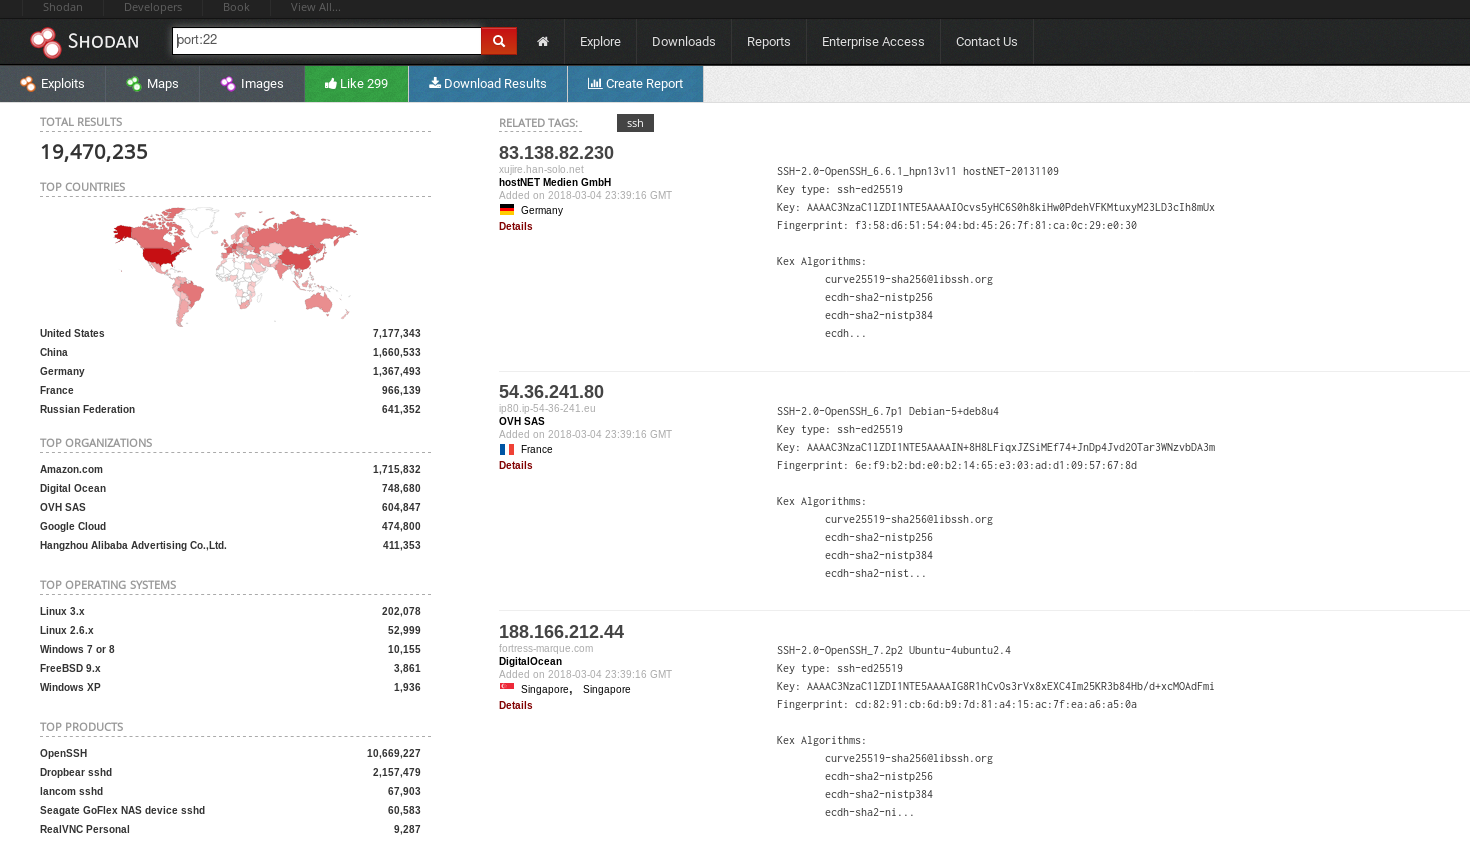 Shodan Developers Book View All...
SHODAN port:22 Explore Downloads Reports Enterprise Access Contact Us
Exploits Maps Images Like 299 Download Results Create Report
TOTAL RESULTS
19,470,235
TOP COUNTRIES
United States 7,177,343
China 1,660,533
Germany 1,367,493
France 966,139
Russian Federation 641,352
TOP ORGANIZATIONS
Amazon.com 1,715,832
Digital Ocean 748,680
OVH SAS 604,847
Google Cloud 474,800
Hangzhou Alibaba Advertising Co.,Ltd. 411,353
TOP OPERATING SYSTEMS
Linux 3.x 202,078
Linux 2.6.x 52,999
Windows 7 or 8 10,155
FreeBSD 9.x 3,861
Windows XP 1,936
TOP PRODUCTS
OpenSSH 10,669,227
Dropbear sshd 2,157,479
lancom sshd 67,903
Seagate GoFlex NAS device sshd 60,583
RealVNC Personal 9,287
RELATED TAGS: ssh
83.138.82.230
xujire.han-solo.net
hostNET Medien GmbH
Added on 2018-03-04 23:39:16 GMT
Germany
Details
SSH-2.0-OpenSSH_6.6.1_hpn13v11 hostNET-20131109
Key type: ssh-ed25519
Key: AAAAC3NzaC1lZDI1NTE5AAAAIOcvs5yHC6S0h8kiHw0PdehVFKMtuxyM23LD3cIh8mUx
Fingerprint: f3:58:d6:51:54:04:bd:45:26:7f:81:ca:0c:29:e0:30
Kex Algorithms:
curve25519-sha256@libssh.org
ecdh-sha2-nistp256
ecdh-sha2-nistp384
ecdh...
54.36.241.80
ip80.ip-54-36-241.eu
OVH SAS
Added on 2018-03-04 23:39:16 GMT
France
Details
SSH-2.0-OpenSSH_6.7p1 Debian-5+deb8u4
Key type: ssh-ed25519
Key: AAAAC3NzaC1lZDI1NTE5AAAAIN+8H8LFiqxJZSiMEf74+JnDp4Jvd2OTar3WNzvbDA3m
Fingerprint: 6e:f9:b2:bd:e0:b2:14:65:e3:03:ad:d1:09:57:67:8d
Kex Algorithms:
curve25519-sha256@libssh.org
ecdh-sha2-nistp256
ecdh-sha2-nistp384
ecdh-sha2-nist...
188.166.212.44
fortress-marque.com
DigitalOcean
Added on 2018-03-04 23:39:16 GMT
Singapore, Singapore
Details
SSH-2.0-OpenSSH_7.2p2 Ubuntu-4ubuntu2.4
Key type: ssh-ed25519
Key: AAAAC3NzaC1lZDI1NTE5AAAAIG8R1hCvOs3rVx8xEXC4Im25KR3b84Hb/d+xcMOAdFmi
Fingerprint: cd:82:91:cb:6d:b9:7d:81:a4:15:ac:7f:ea:a6:a5:0a
Kex Algorithms:
curve25519-sha256@libssh.org
ecdh-sha2-nistp256
ecdh-sha2-nistp384
ecdh-sha2-ni...